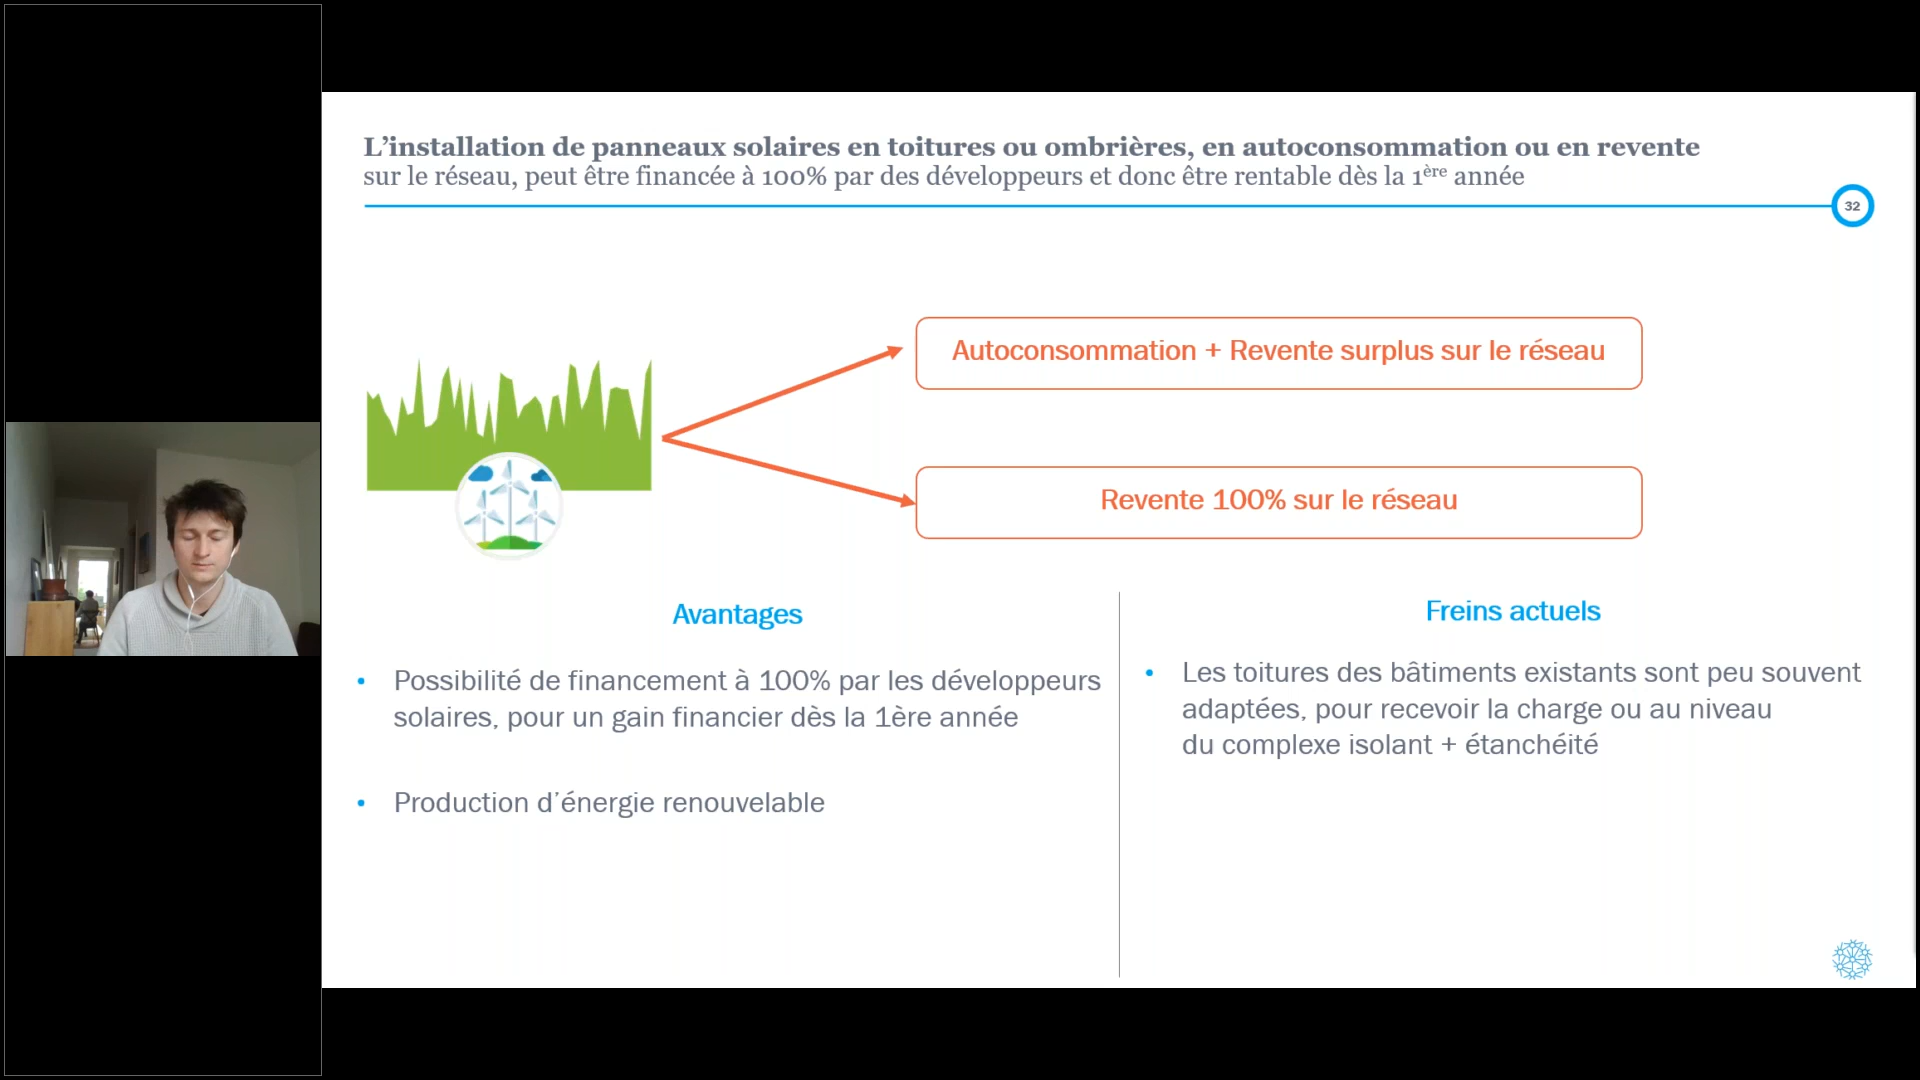 L’installation de panneaux solaires en toitures ou ombrières, en autoconsommation ou en revente
sur le réseau, peut être financée à 100% par des développeurs et donc être rentable dès la 1ère année
32
Autoconsommation + Revente surplus sur le réseau
Revente 100% sur le réseau
Avantages
• Possibilité de financement à 100% par les développeurs
solaires, pour un gain financier dès la 1ère année
• Production d’énergie renouvelable
Freins actuels
• Les toitures des bâtiments existants sont peu souvent
adaptées, pour recevoir la charge ou au niveau
du complexe isolant + étanchéité